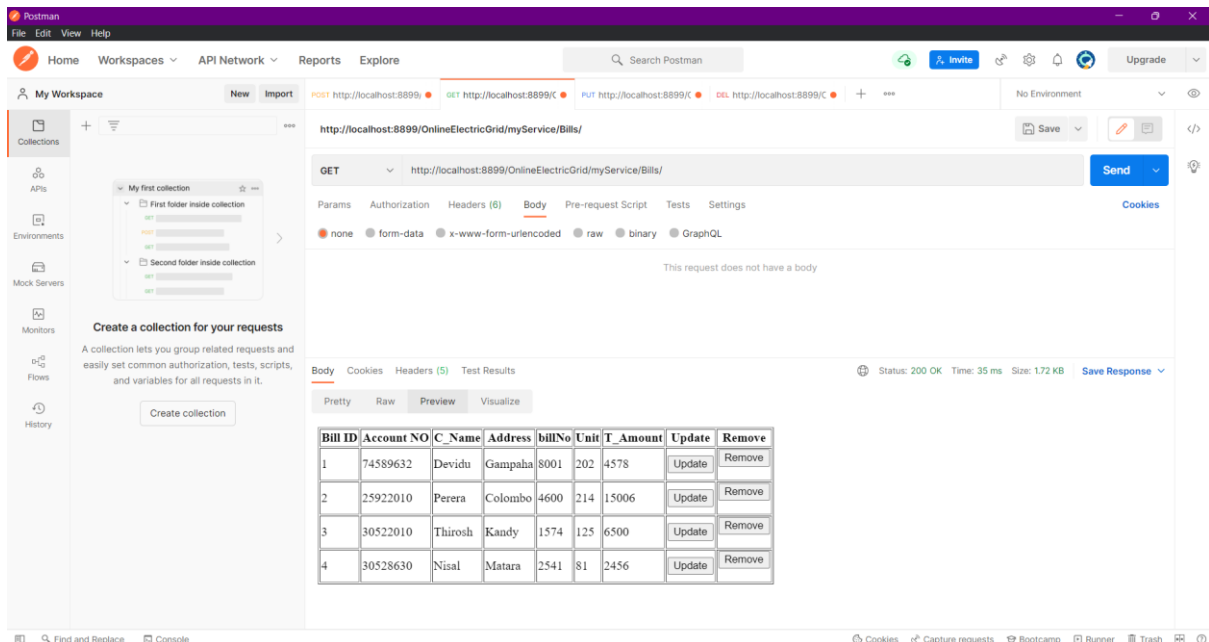 Postman
File Edit View Help
Home Workspaces API Network Reports Explore Search Postman Invite Upgrade
My Workspace New Import POST http://localhost:8899/ GET http://localhost:8899/C PUT http://localhost:8899/C DEL http://localhost:8899/C + No Environment
Collections
APIs
Environments
Mock Servers
Monitors
Flows
History
My first collection
First folder inside collection
GET
POST
GET
Second folder inside collection
GET
GET
Create a collection for your requests
A collection lets you group related requests and
easily set common authorization, tests, scripts,
and variables for all requests in it.
Create collection
http://localhost:8899/OnlineElectricGrid/myService/Bills/ Save </>
GET http://localhost:8899/OnlineElectricGrid/myService/Bills/ Send
Params Authorization Headers (6) Body Pre-request Script Tests Settings Cookies
none form-data x-www-form-urlencoded raw binary GraphQL
This request does not have a body
Body Cookies Headers (5) Test Results Status: 200 OK Time: 35 ms Size: 1.72 KB Save Response
Pretty Raw Preview Visualize
Bill ID Account NO C_Name Address billNo Unit T_Amount Update Remove
1 74589632 Devidu Gampaha 8001 202 4578 Update Remove
2 25922010 Perera Colombo 4600 214 15006 Update Remove
3 30522010 Thirosh Kandy 1574 125 6500 Update Remove
4 30528630 Nisal Matara 2541 81 2456 Update Remove
Find and Replace Console Cookies Capture requests Bootcamp Runner Trash